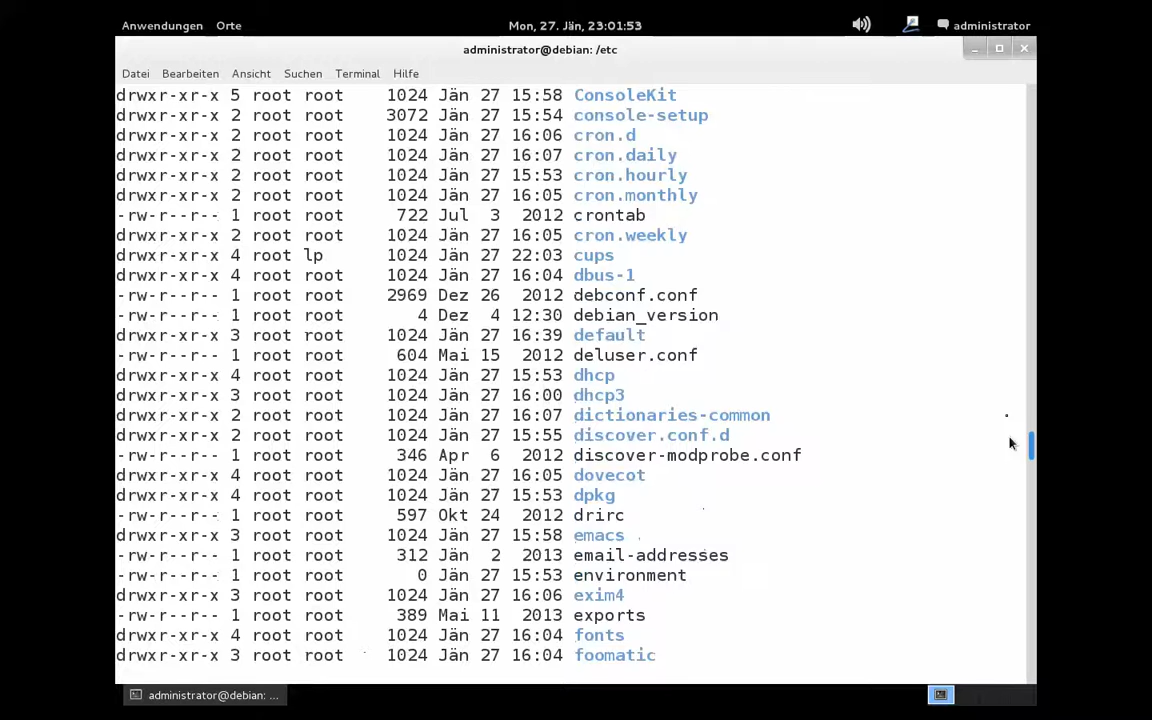 Anwendungen Orte Mon, 27. Jän, 23:01:53 administrator
administrator@debian: /etc
Datei Bearbeiten Ansicht Suchen Terminal Hilfe
drwxr-xr-x 5 root root 1024 Jän 27 15:58 ConsoleKit
drwxr-xr-x 2 root root 3072 Jän 27 15:54 console-setup
drwxr-xr-x 2 root root 1024 Jän 27 16:06 cron.d
drwxr-xr-x 2 root root 1024 Jän 27 16:07 cron.daily
drwxr-xr-x 2 root root 1024 Jän 27 15:53 cron.hourly
drwxr-xr-x 2 root root 1024 Jän 27 16:05 cron.monthly
-rw-r--r-- 1 root root 722 Jul 3 2012 crontab
drwxr-xr-x 2 root root 1024 Jän 27 16:05 cron.weekly
drwxr-xr-x 4 root lp 1024 Jän 27 22:03 cups
drwxr-xr-x 4 root root 1024 Jän 27 16:04 dbus-1
-rw-r--r-- 1 root root 2969 Dez 26 2012 debconf.conf
-rw-r--r-- 1 root root 4 Dez 4 12:30 debian_version
drwxr-xr-x 3 root root 1024 Jän 27 16:39 default
-rw-r--r-- 1 root root 604 Mai 15 2012 deluser.conf
drwxr-xr-x 4 root root 1024 Jän 27 15:53 dhcp
drwxr-xr-x 3 root root 1024 Jän 27 16:00 dhcp3
drwxr-xr-x 2 root root 1024 Jän 27 16:07 dictionaries-common
drwxr-xr-x 2 root root 1024 Jän 27 15:55 discover.conf.d
-rw-r--r-- 1 root root 346 Apr 6 2012 discover-modprobe.conf
drwxr-xr-x 4 root root 1024 Jän 27 16:05 dovecot
drwxr-xr-x 4 root root 1024 Jän 27 15:53 dpkg
-rw-r--r-- 1 root root 597 Okt 24 2012 drirc
drwxr-xr-x 3 root root 1024 Jän 27 15:58 emacs
-rw-r--r-- 1 root root 312 Jän 2 2013 email-addresses
-rw-r--r-- 1 root root 0 Jän 27 15:53 environment
drwxr-xr-x 3 root root 1024 Jän 27 16:06 exim4
-rw-r--r-- 1 root root 389 Mai 11 2013 exports
drwxr-xr-x 4 root root 1024 Jän 27 16:04 fonts
drwxr-xr-x 3 root root 1024 Jän 27 16:04 foomatic
administrator@debian: ...